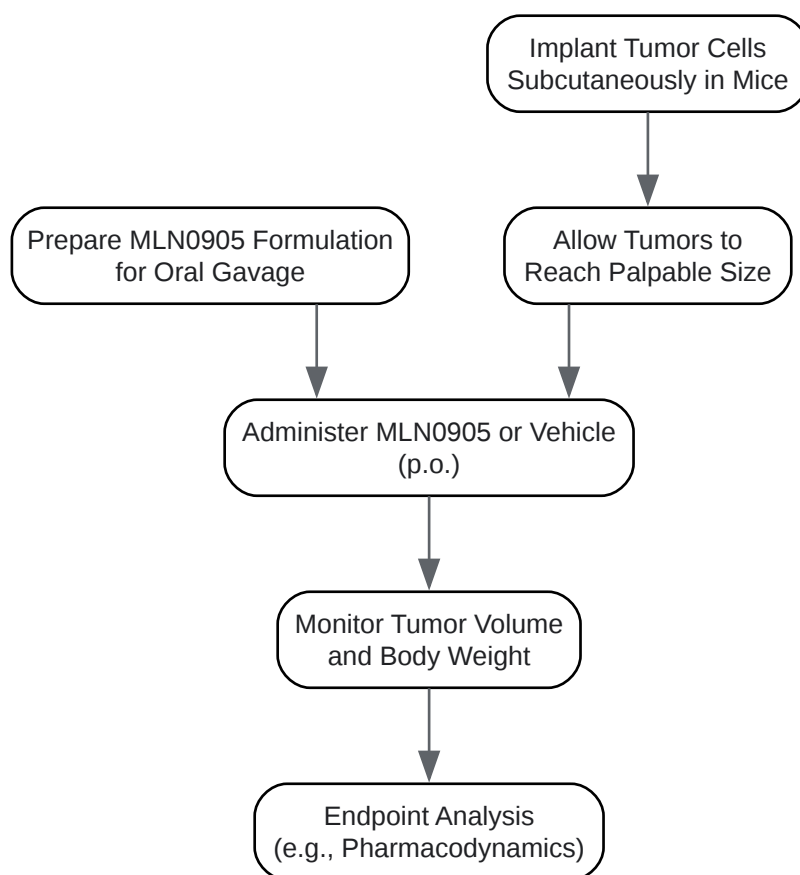 Implant Tumor Cells
Subcutaneously in Mice
Prepare MLN0905 Formulation
for Oral Gavage
Allow Tumors to
Reach Palpable Size
Administer MLN0905 or Vehicle
(p.o.)
Monitor Tumor Volume
and Body Weight
Endpoint Analysis
(e.g., Pharmacodynamics)